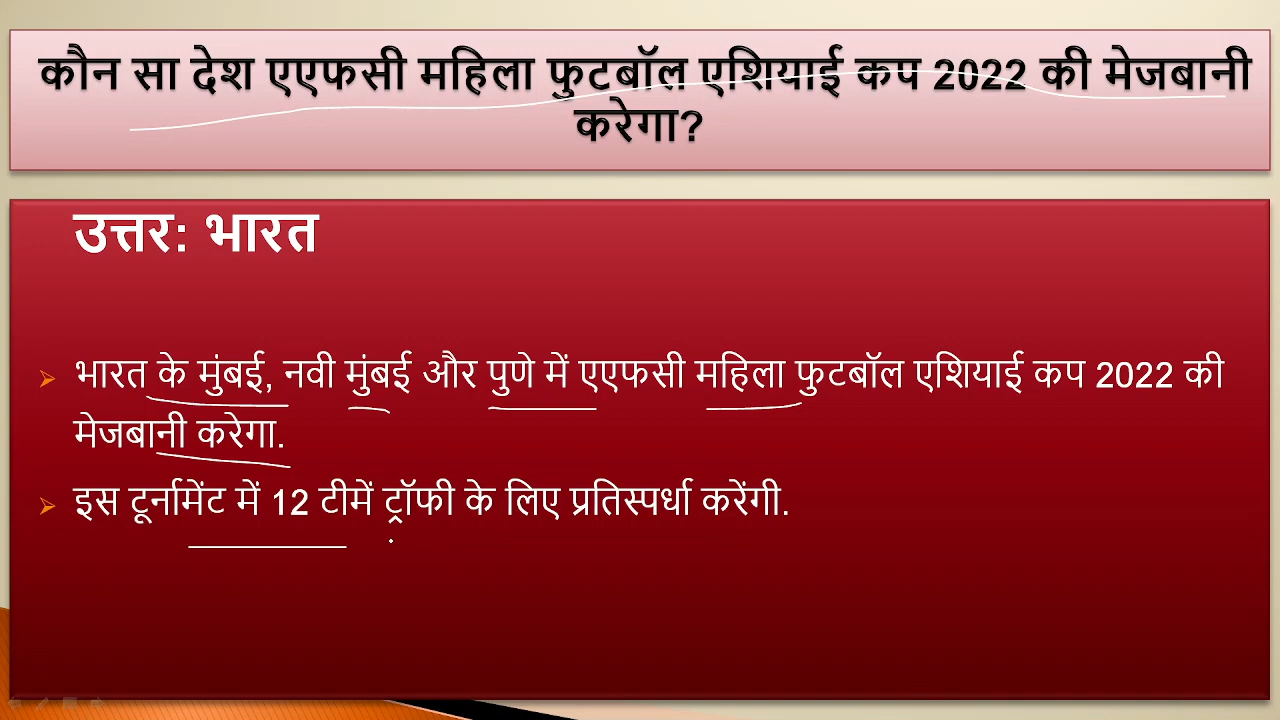 कौन सा देश एएफसी महिला फुटबॉल एशियाई कप 2022 की मेजबानी
करेगा?
उत्तर: भारत
भारत के मुंबई, नवी मुंबई और पुणे में एएफसी महिला फुटबॉल एशियाई कप 2022 की
मेजबानी करेगा.
इस टूर्नामेंट में 12 टीमें ट्रॉफी के लिए प्रतिस्पर्धा करेंगी.